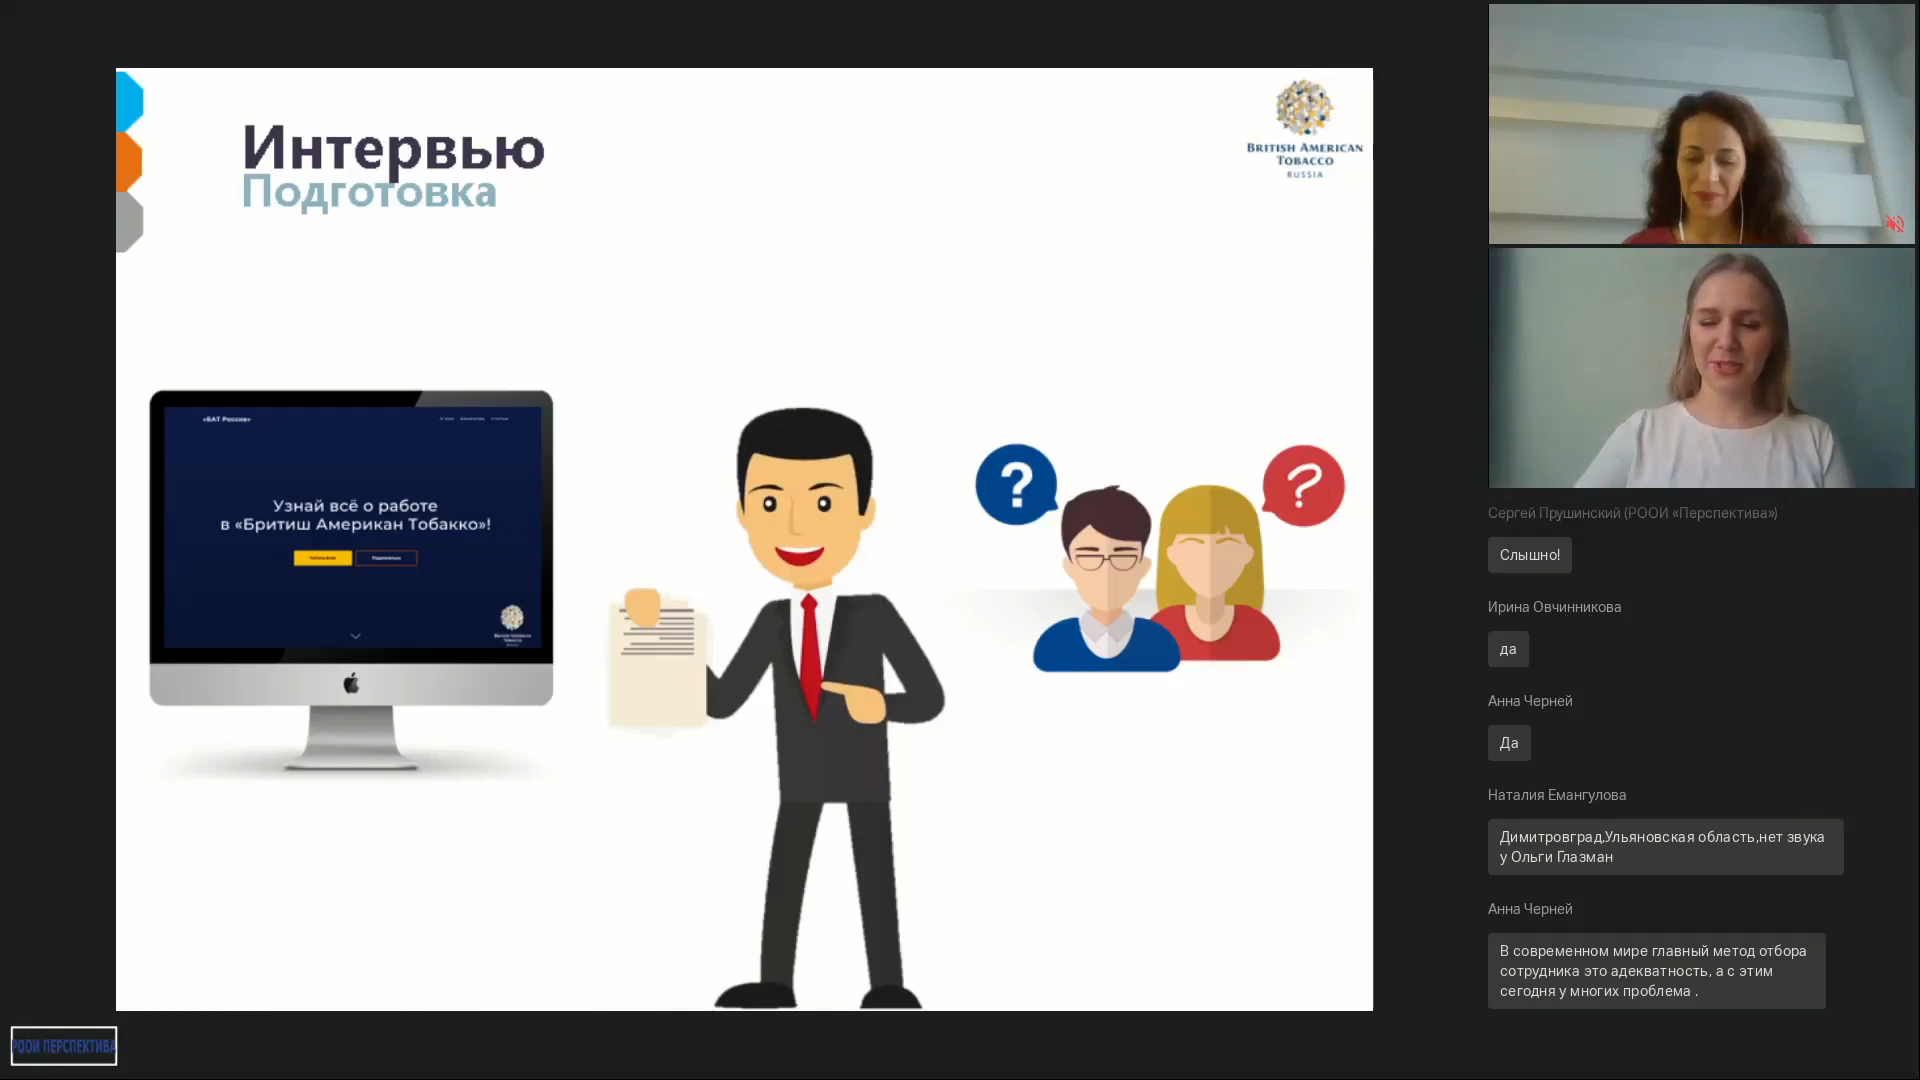 Интервью
Подготовка
BRITISH AMERICAN
TOBACCO
RUSSIA
«БАТ Россия»
Узнай всё о работе
в «Бритиш Американ Тобакко»!
?
?
Сергей Прушинский (РООИ «Перспектива»)
Слышно!
Ирина Овчинникова
да
Анна Черней
Да
Наталия Емангулова
Димитровград,Ульяновская область,нет звука
у Ольги Глазман
Анна Черней
В современном мире главный метод отбора
сотрудника это адекватность, а с этим
сегодня у многих проблема .
РООИ ПЕРСПЕКТИВА